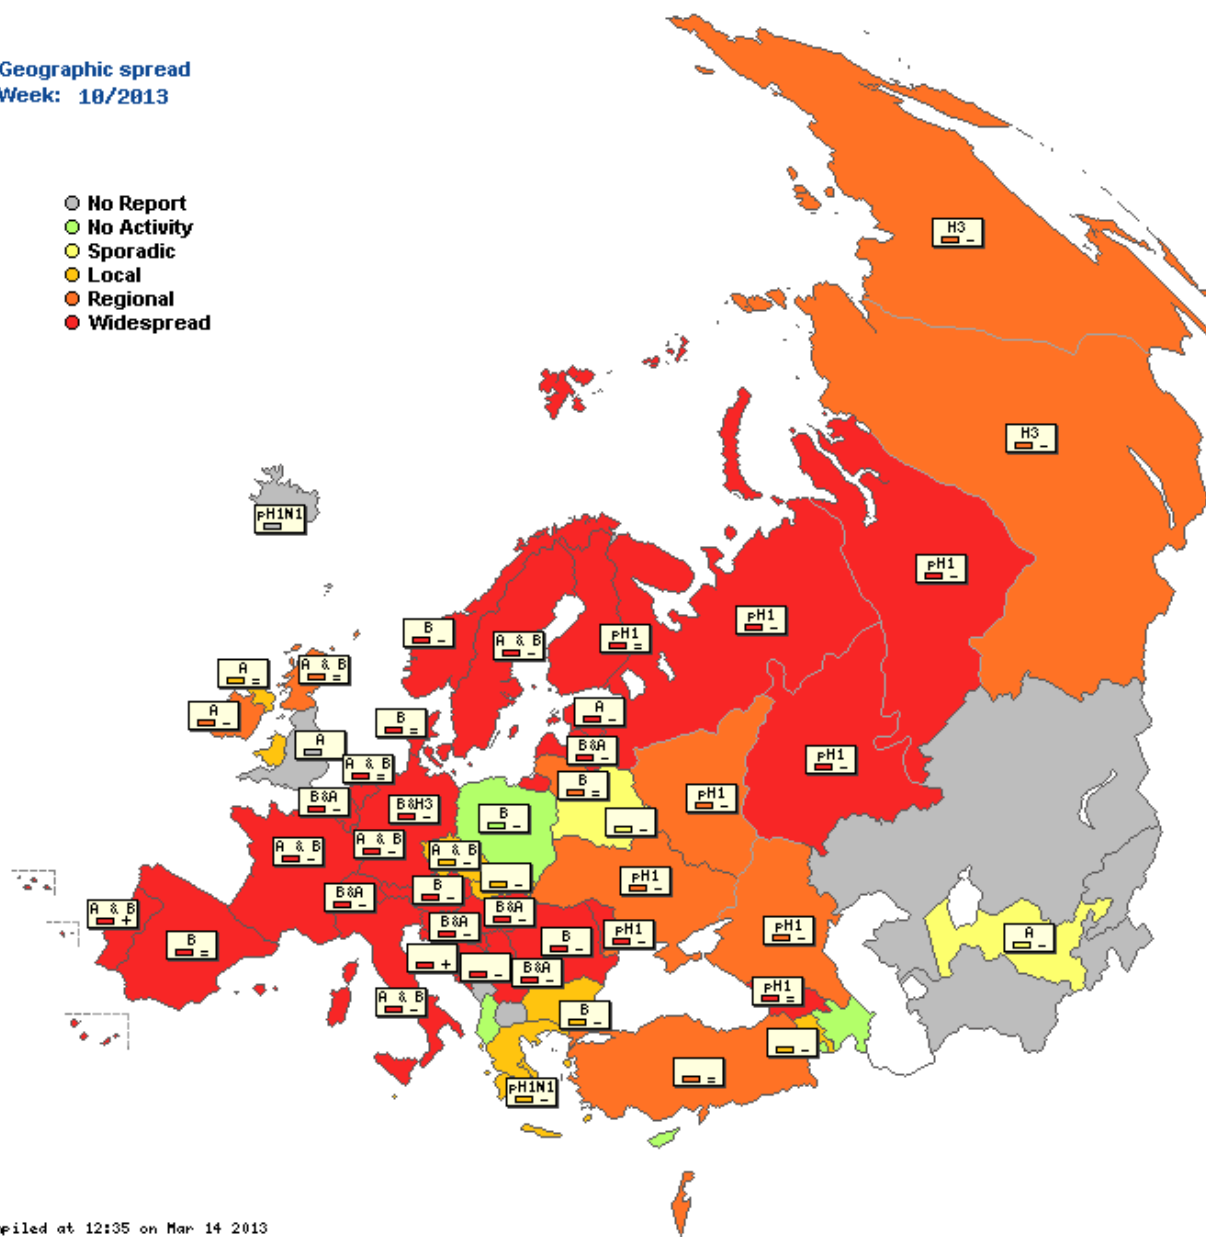 Geographic spread
Week: 10/2013
No Report
No Activity
Sporadic
Local
Regional
Widespread
H3
-
H3
-
pH1N1
pH1
-
pH1
-
B
-
A & B
-
pH1
=
A
=
A & B
=
A
-
A
-
B
=
A
B&A
-
A & B
=
pH1
-
B
=
B&A
-
B&H3
-
pH1
-
B
-
-
A & B
-
A & B
-
A & B
-
-
pH1
-
B&A
-
B
-
A & B
+
B&A
-
B&A
-
B
=
B
-
pH1
-
pH1
-
A
-
+
-
B&A
-
A & B
-
pH1
=
B
-
-
=
pH1N1
-
piled at 12:35 on Mar 14 2013